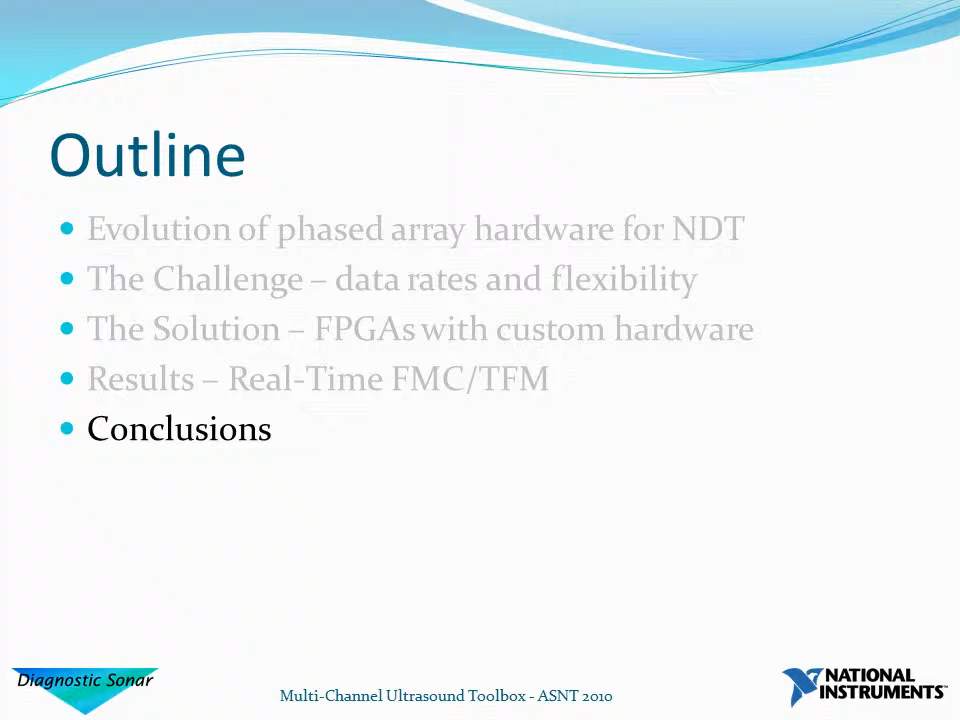 Outline
• Evolution of phased array hardware for NDT
• The Challenge – data rates and flexibility
• The Solution – FPGAs with custom hardware
• Results – Real-Time FMC/TFM
• Conclusions
Diagnostic Sonar
Multi-Channel Ultrasound Toolbox - ASNT 2010
NATIONAL
INSTRUMENTS™